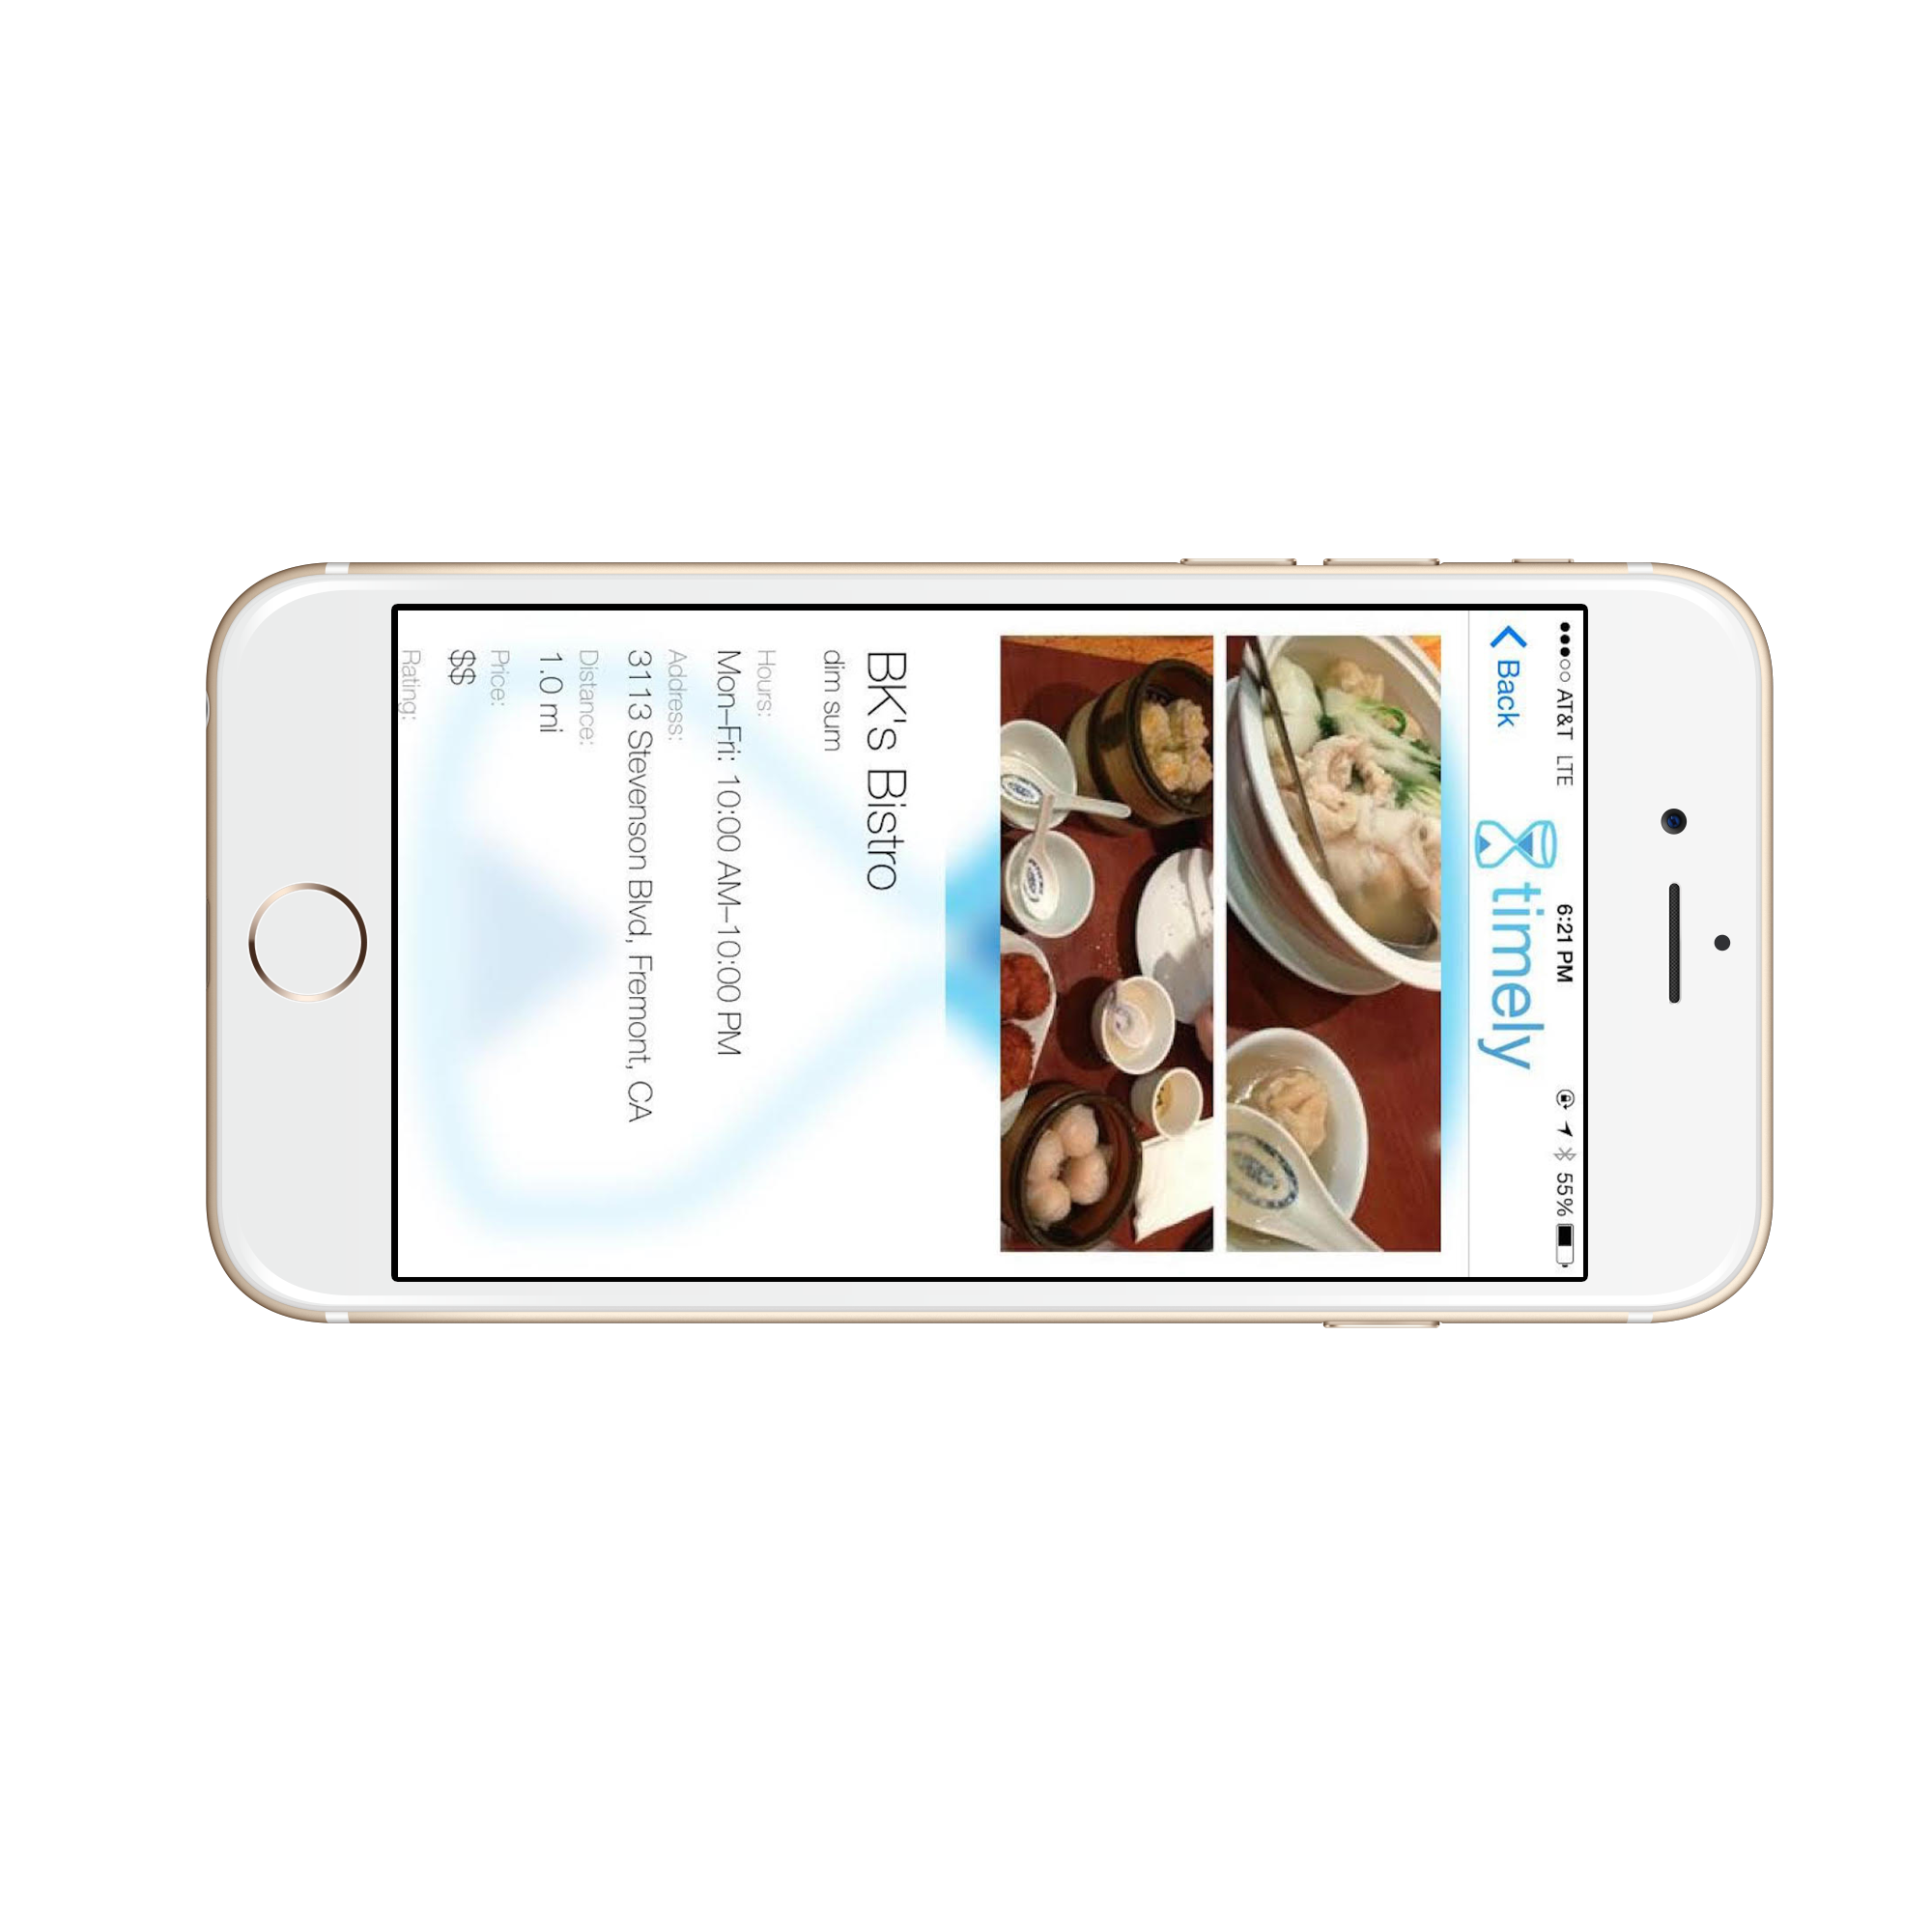 AT&T LTE 6:21 PM 55%
Back timely
BK's Bistro
dim sum
Hours:
Mon–Fri: 10:00 AM–10:00 PM
Address:
3113 Stevenson Blvd, Fremont, CA
Distance:
1.0 mi
Price:
$$
Rating: